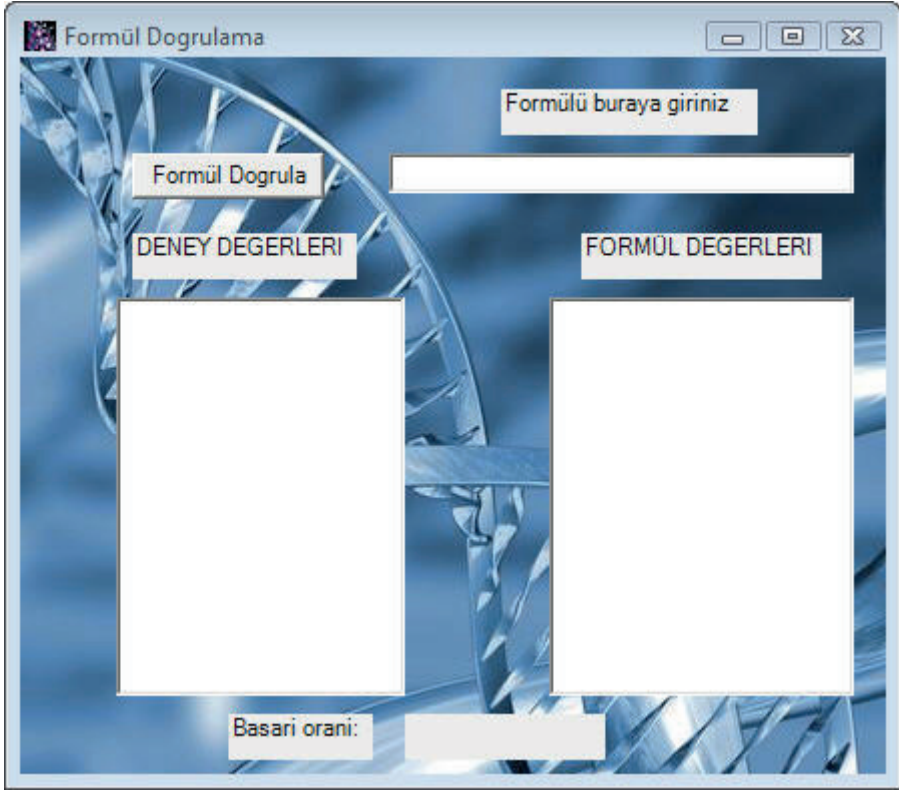 Formül Dogrulama
Formülü buraya giriniz
Formül Dogrula
DENEY DEGERLERI
FORMÜL DEGERLERI
Basari orani: